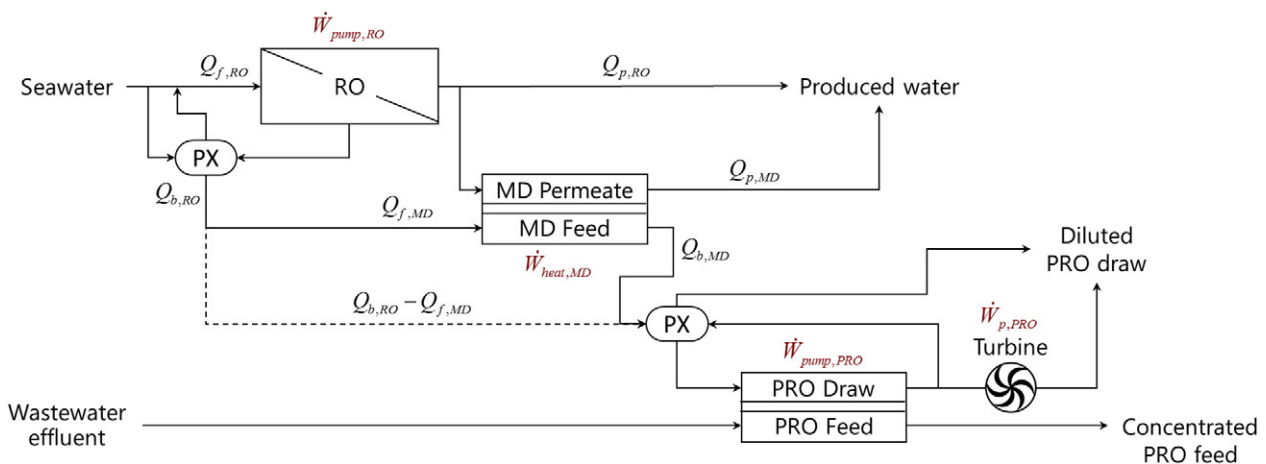 Ẇpump,RO
Qf,RO
Qp,RO
Seawater
RO
Produced water
PX
Qb,RO
Qf,MD
MD Permeate
MD Feed
Qp,MD
Ẇheat,MD
Qb,MD
Diluted
PRO draw
Qb,RO − Qf,MD
PX
Ẇp,PRO
Turbine
Ẇpump,PRO
PRO Draw
PRO Feed
Wastewater
effluent
Concentrated
PRO feed